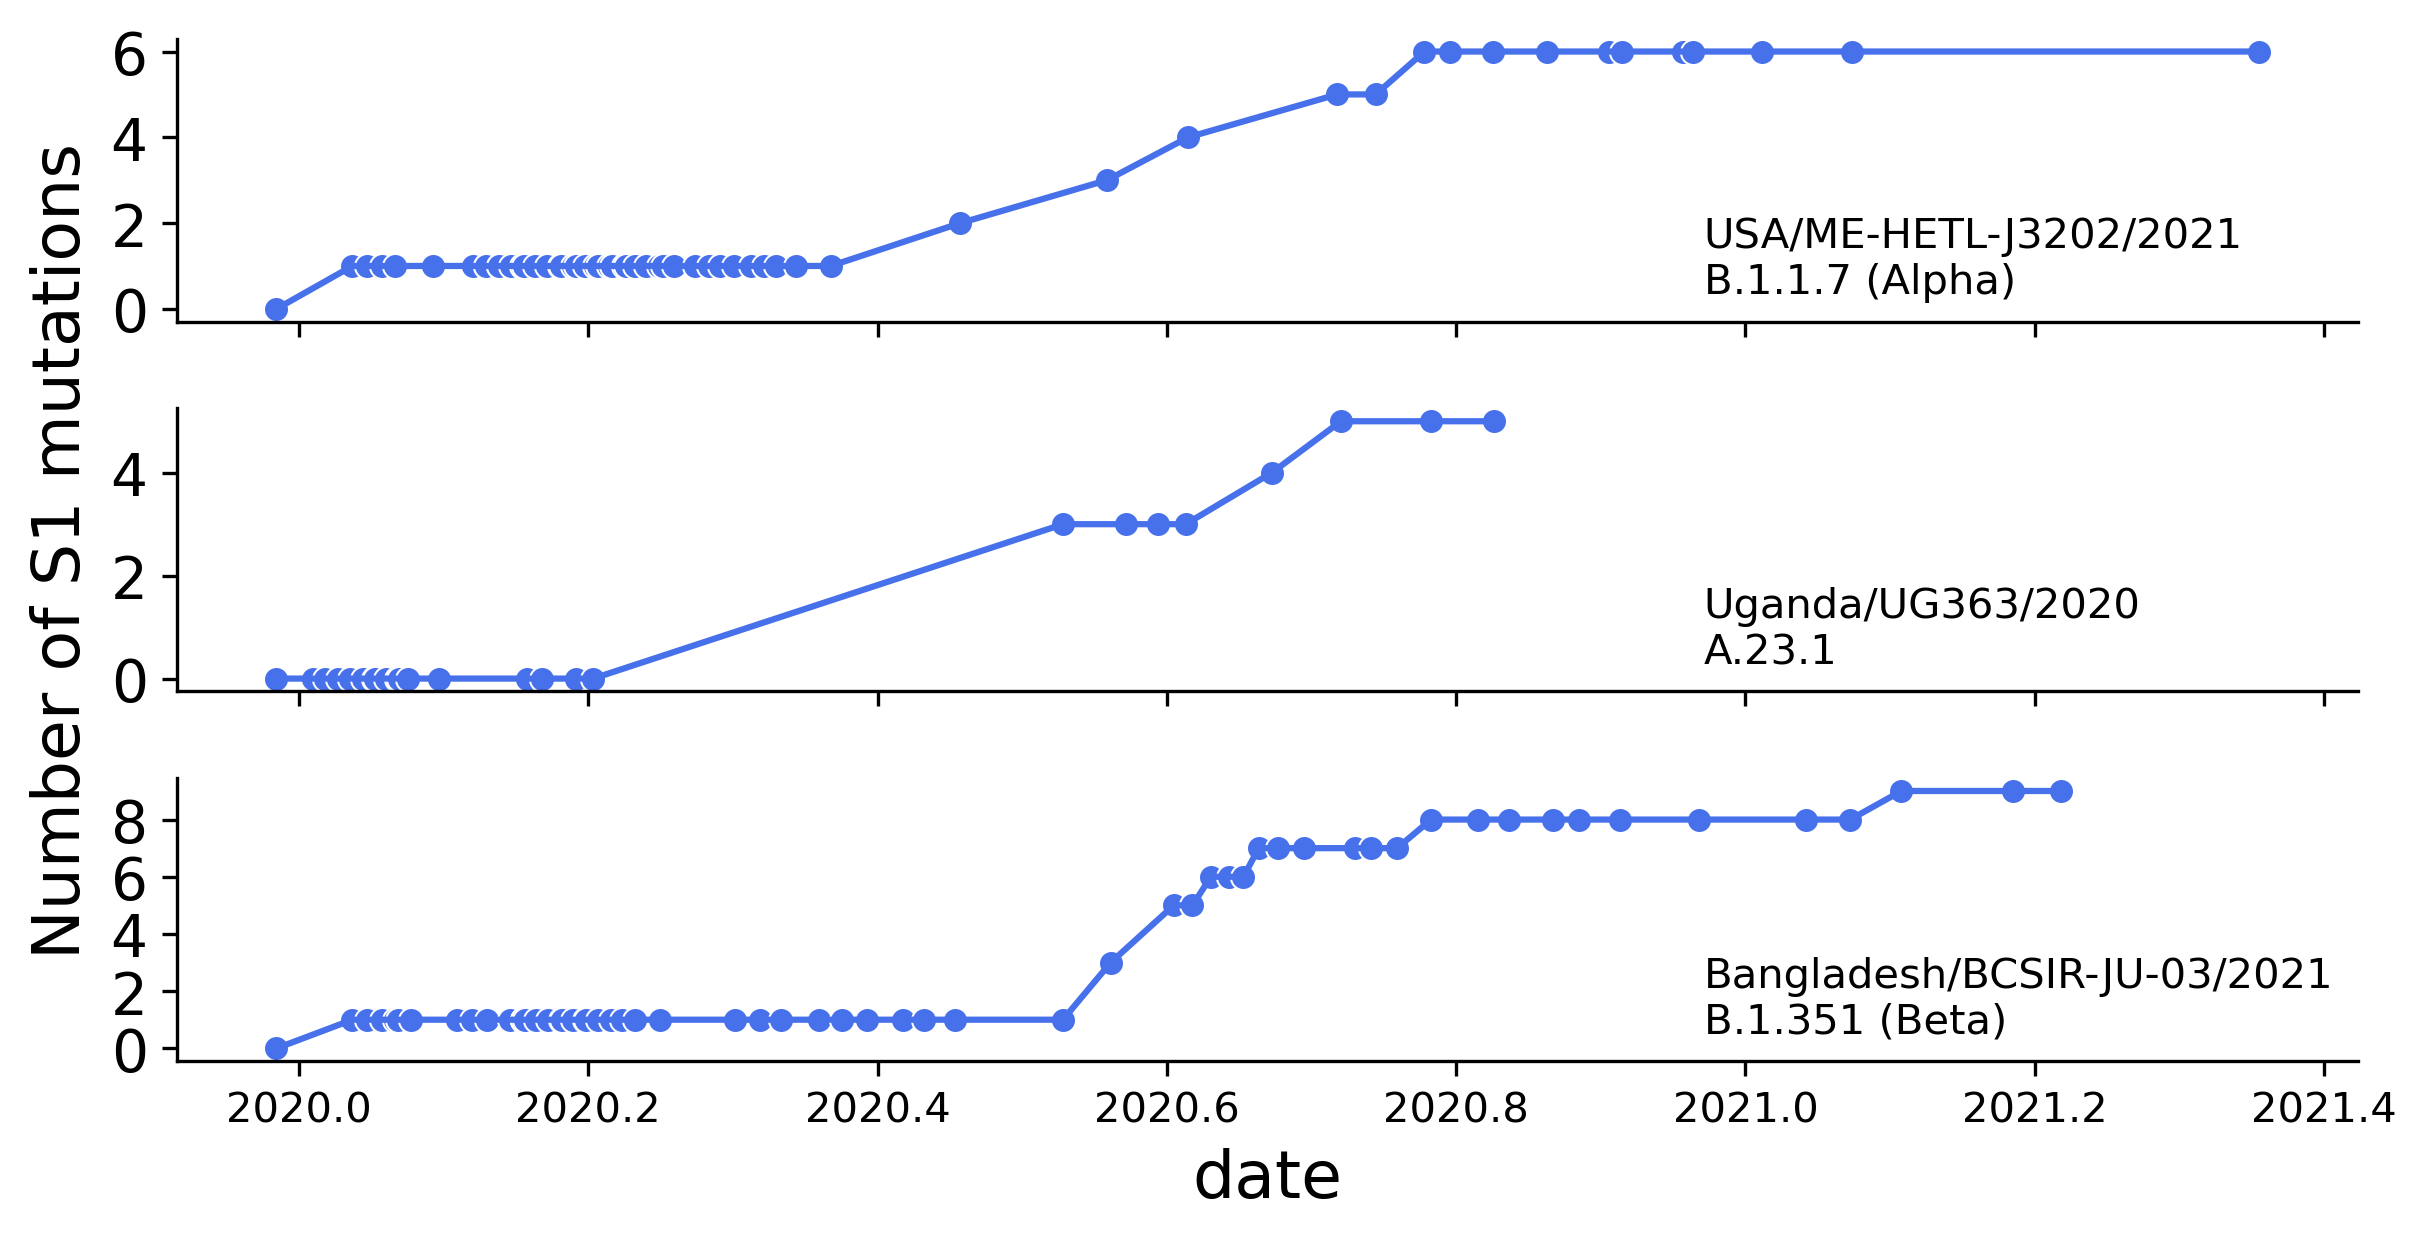 Number of S1 mutations
6
4
2
0
USA/ME-HETL-J3202/2021
B.1.1.7 (Alpha)
4
2
0
Uganda/UG363/2020
A.23.1
8
6
4
2
0
Bangladesh/BCSIR-JU-03/2021
B.1.351 (Beta)
2020.0 2020.2 2020.4 2020.6 2020.8 2021.0 2021.2 2021.4
date